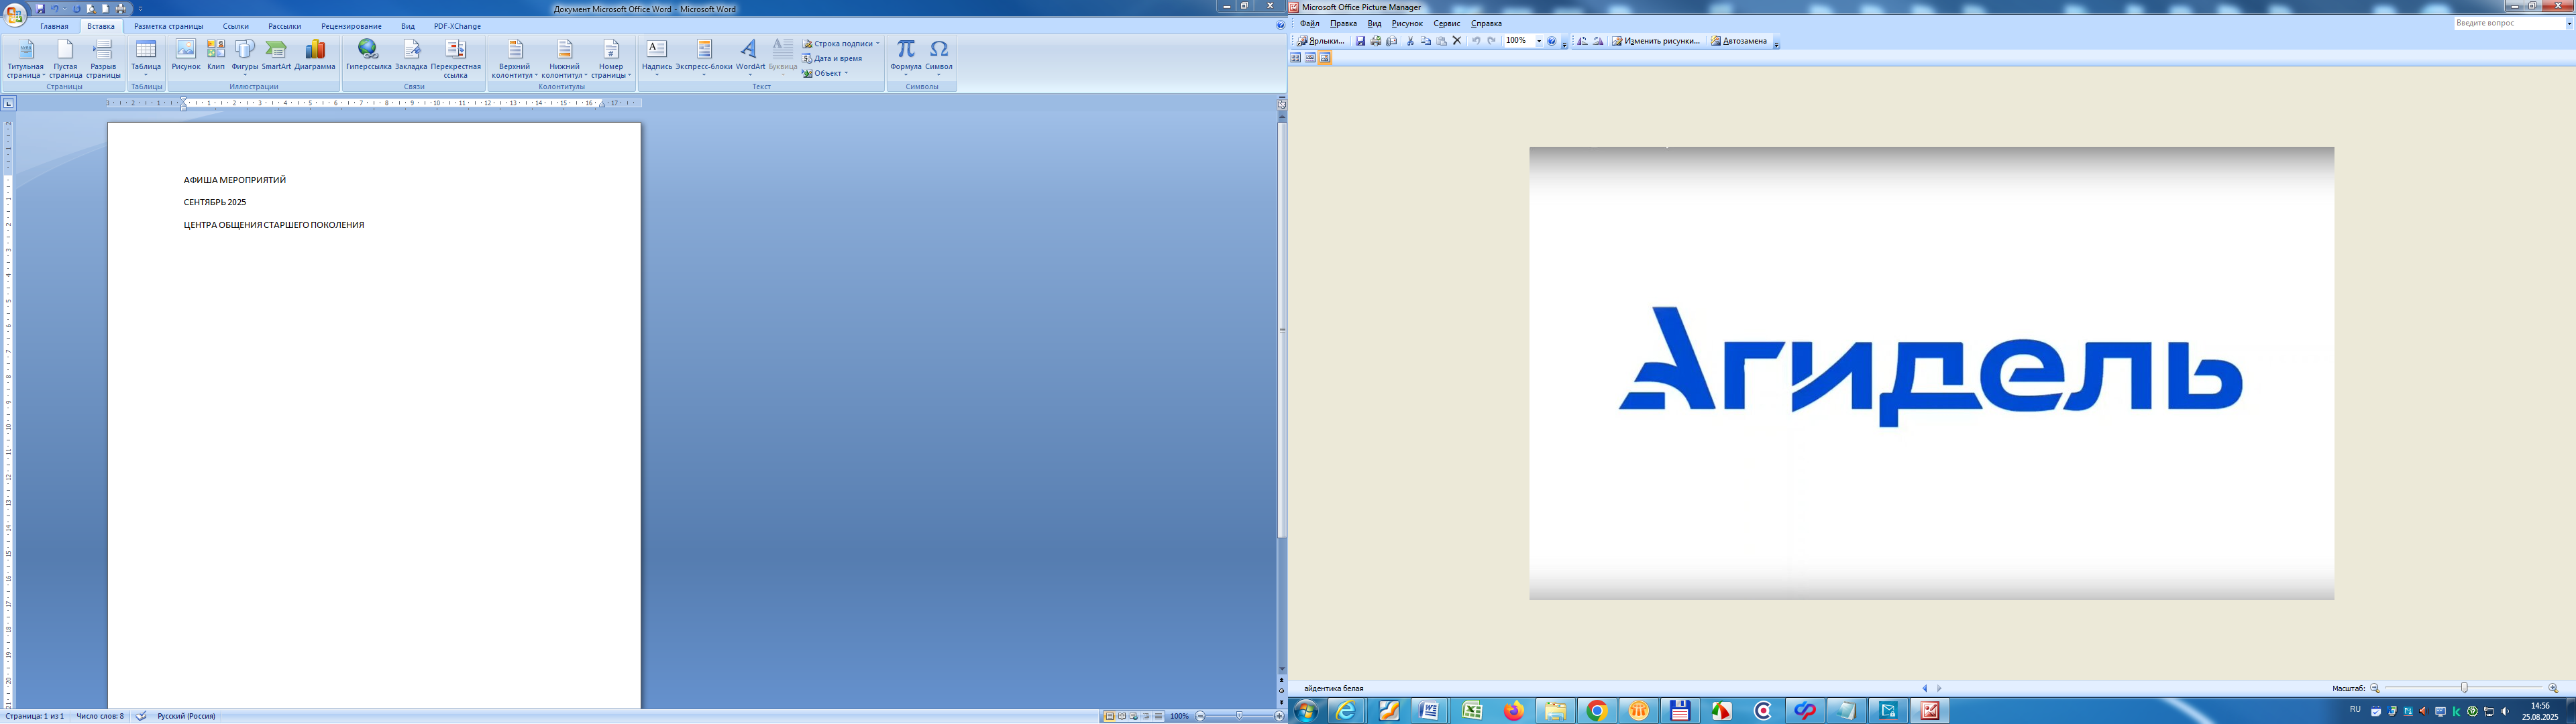 Документ Microsoft Office Word - Microsoft Word
Главная Вставка Разметка страницы Ссылки Рассылки Рецензирование Вид PDF-XChange
Титульная страница
Пустая страница
Разрыв страницы
Страницы
Таблица
Таблицы
Рисунок
Клип
Фигуры
SmartArt
Диаграмма
Иллюстрации
Гиперссылка
Закладка
Перекрестная ссылка
Связи
Верхний колонтитул
Нижний колонтитул
Номер страницы
Колонтитулы
Надпись
Экспресс-блоки
WordArt
Буквица
Строка подписи
Дата и время
Объект
Текст
Формула
Символ
Символы
АФИША МЕРОПРИЯТИЙ
СЕНТЯБРЬ 2025
ЦЕНТРА ОБЩЕНИЯ СТАРШЕГО ПОКОЛЕНИЯ
Страница: 1 из 1 Число слов: 8 Русский (Россия) 100%
Microsoft Office Picture Manager
Файл Правка Вид Рисунок Сервис Справка
Введите вопрос
Ярлыки... 100% Изменить рисунки... Автозамена
Агидель
айдентика белая
Масштаб:
RU
14:56
25.08.2025